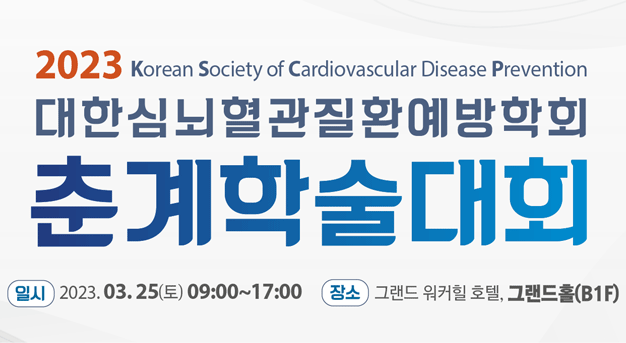 2023 Korean Society of Cardiovascular Disease Prevention
대한심뇌혈관질환예방학회
춘계학술대회
일시 2023. 03. 25(토) 09:00~17:00 장소 그랜드 워커힐 호텔, 그랜드홀(B1F)